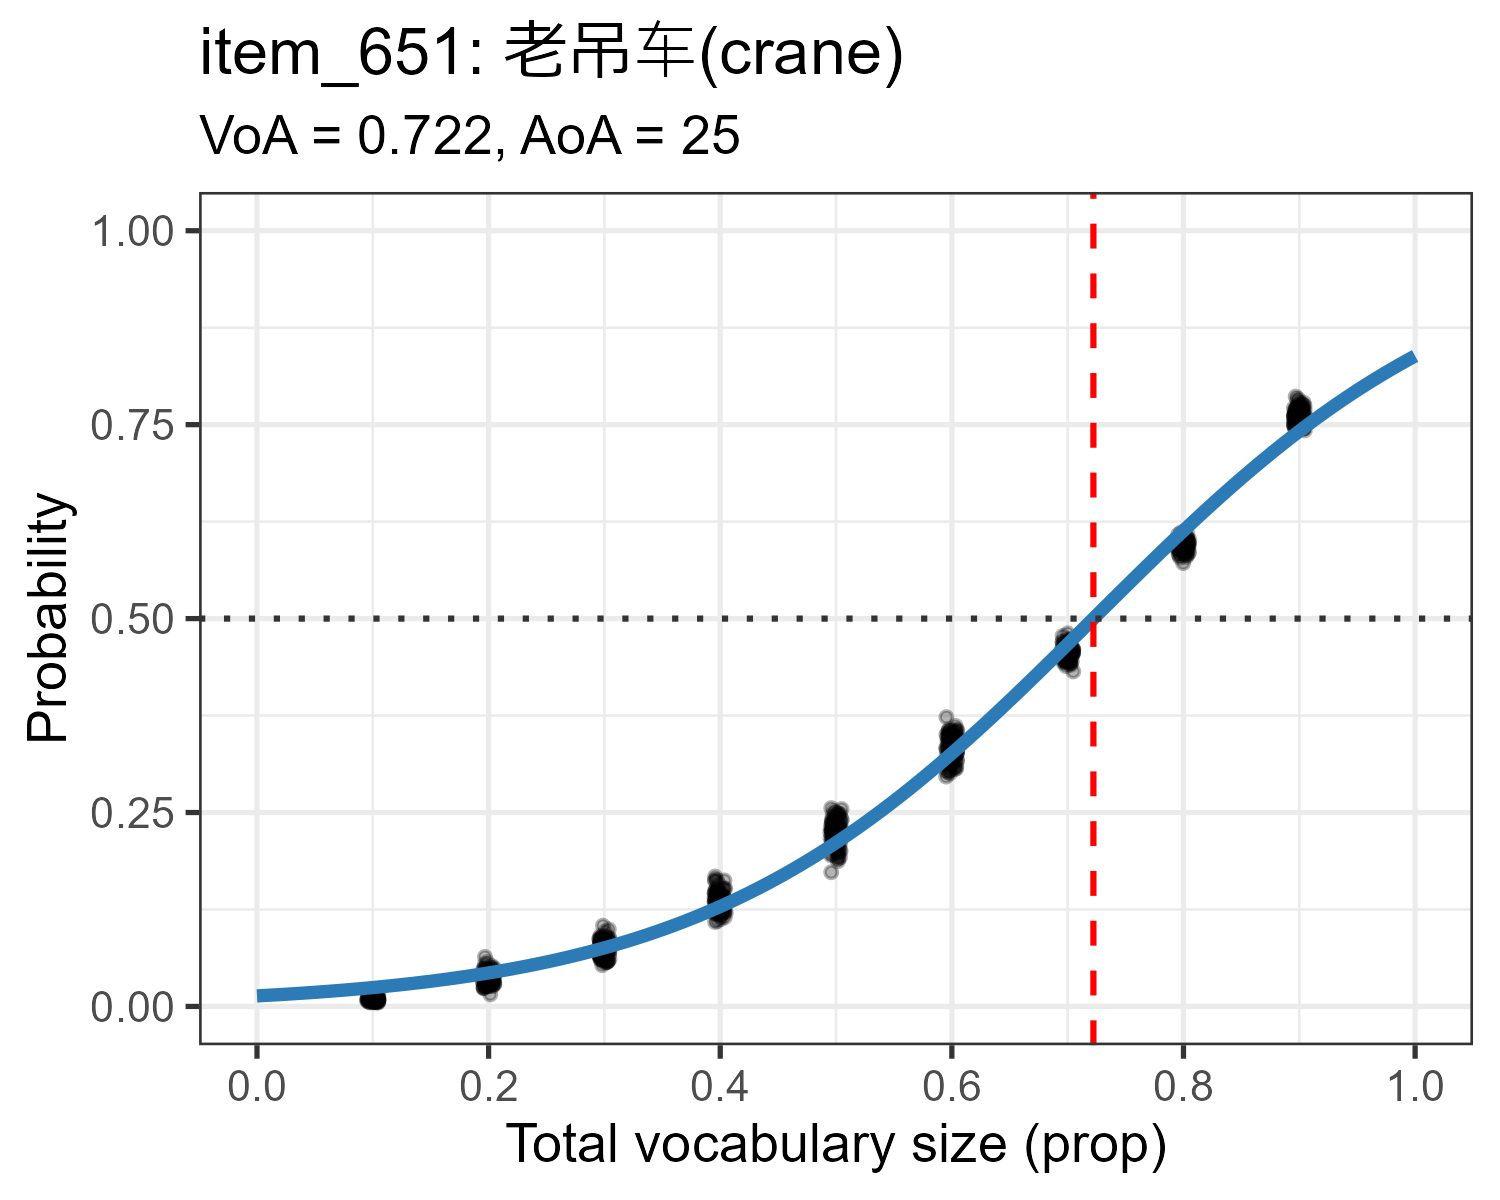 item_651: 老吊车(crane)
VoA = 0.722, AoA = 25
1.00
0.75
0.50
0.25
0.00
Probability
0.0 0.2 0.4 0.6 0.8 1.0
Total vocabulary size (prop)